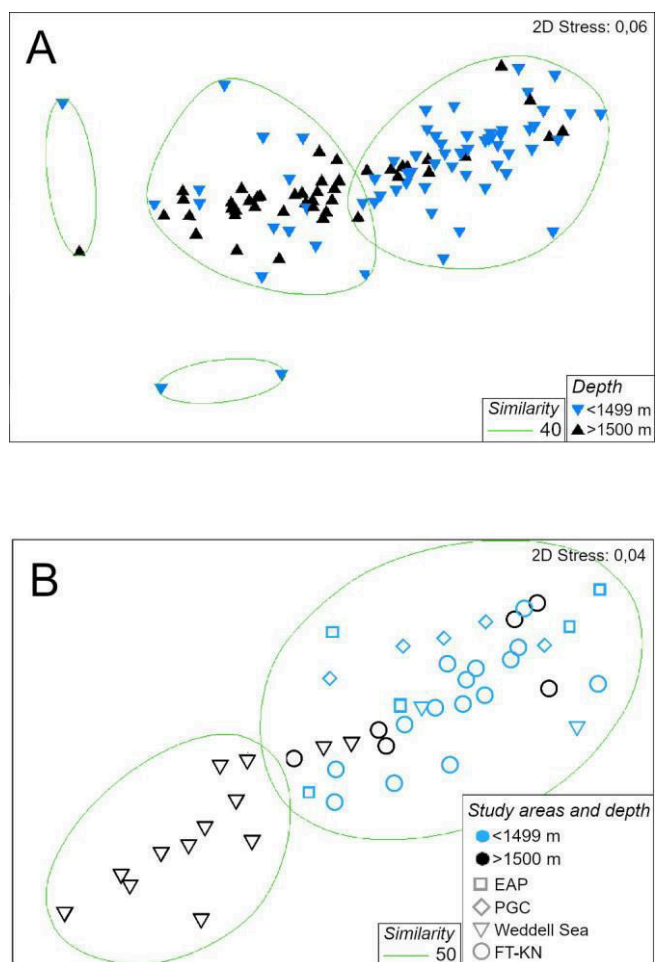 A
2D Stress: 0,06
Similarity
40
Depth
<1499 m
>1500 m
B
2D Stress: 0,04
Study areas and depth
<1499 m
>1500 m
EAP
PGC
Weddell Sea
FT-KN
Similarity
50